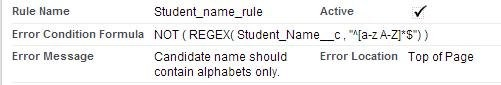 Rule Name Student_name_rule Active
Error Condition Formula NOT ( REGEX( Student_Name__c , "^[a-z A-Z]*$") )
Error Message Candidate name should contain alphabets only. Error Location Top of Page